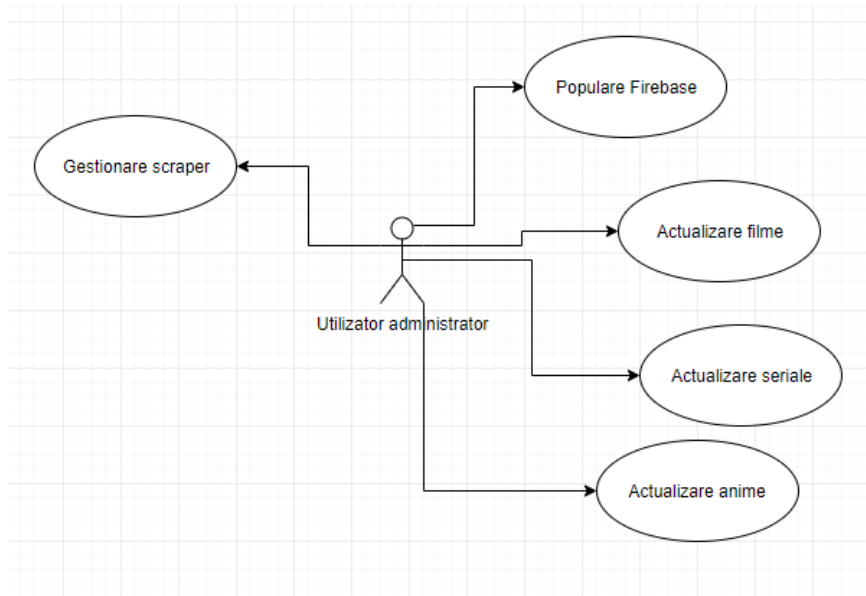 Populare Firebase
Gestionare scraper
Actualizare filme
Utilizator administrator
Actualizare seriale
Actualizare anime